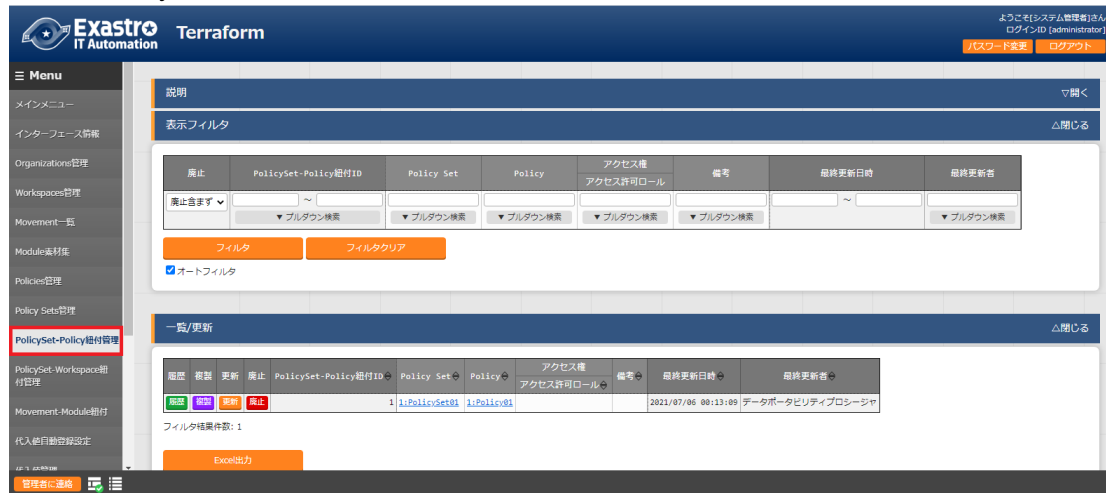 Exastro
IT Automation
Terraform
ようこそ[システム管理者]さん
ログインID [administrator]
パスワード変更
ログアウト
Menu
メインメニュー
インターフェース情報
Organizations管理
Workspaces管理
Movement一覧
Module素材集
Policies管理
Policy Sets管理
PolicySet-Policy紐付管理
PolicySet-Workspace紐
付管理
Movement-Module紐付
代入値自動登録設定
管理者に連絡
説明 ▽開く
表示フィルタ △閉じる
廃止 PolicySet-Policy紐付ID Policy Set Policy アクセス権 備考 最終更新日時 最終更新者
アクセス許可ロール
廃止含まず ～ ～
▼ プルダウン検索 ▼ プルダウン検索 ▼ プルダウン検索 ▼ プルダウン検索 ▼ プルダウン検索 ▼ プルダウン検索
フィルタ フィルタクリア
オートフィルタ
一覧/更新 △閉じる
履歴 複製 更新 廃止 PolicySet-Policy紐付ID Policy Set Policy アクセス権 備考 最終更新日時 最終更新者
アクセス許可ロール
履歴 複製 更新 廃止 1 1:PolicySet01 1:Policy01 2021/07/06 00:13:09 データポータビリティプロシージャ
フィルタ結果件数: 1
Excel出力